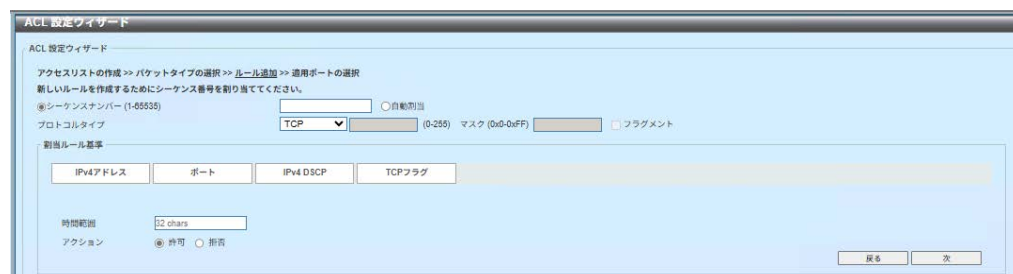 ACL 設定ウィザード
ACL 設定ウィザード
アクセスリストの作成 >> パケットタイプの選択 >> ルール追加 >> 適用ポートの選択
新しいルールを作成するためにシーケンス番号を割り当ててください。
シーケンスナンバー (1-65535) 自動割当
プロトコルタイプ TCP (0-255) マスク (0x0-0xFF) フラグメント
割当ルール基準
IPv4アドレス ポート IPv4 DSCP TCPフラグ
時間範囲 32 chars
アクション 許可 拒否
戻る 次